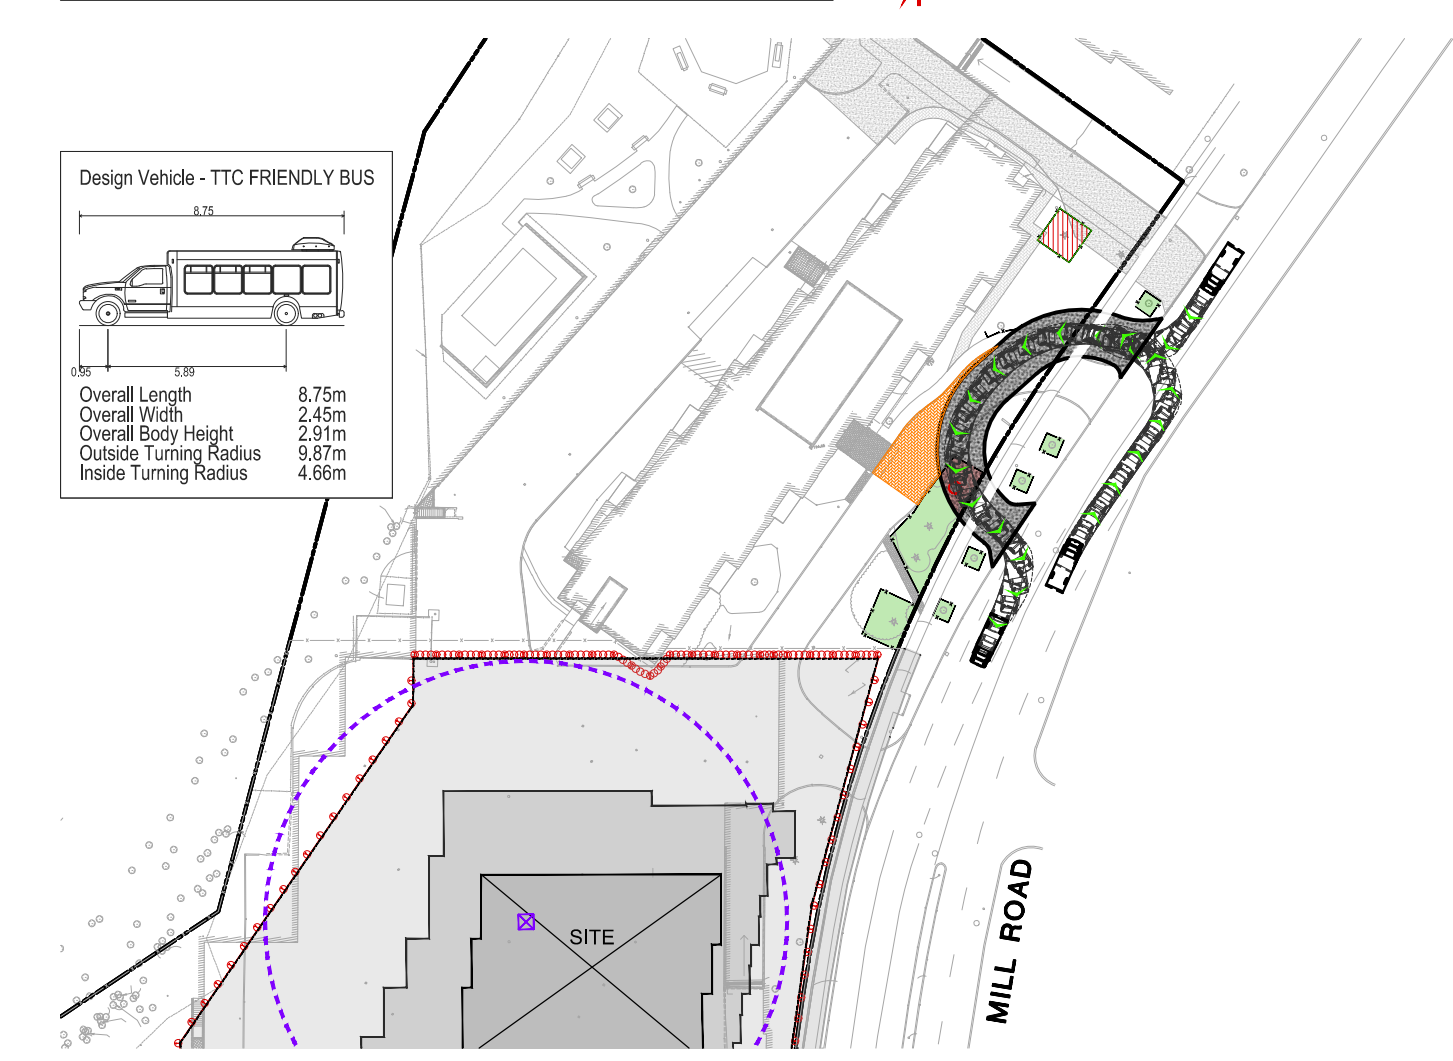 Design Vehicle - TTC FRIENDLY BUS
8.75
0.95
5.89
Overall Length 8.75m
Overall Width 2.45m
Overall Body Height 2.91m
Outside Turning Radius 9.87m
Inside Turning Radius 4.66m
SITE
MILL ROAD